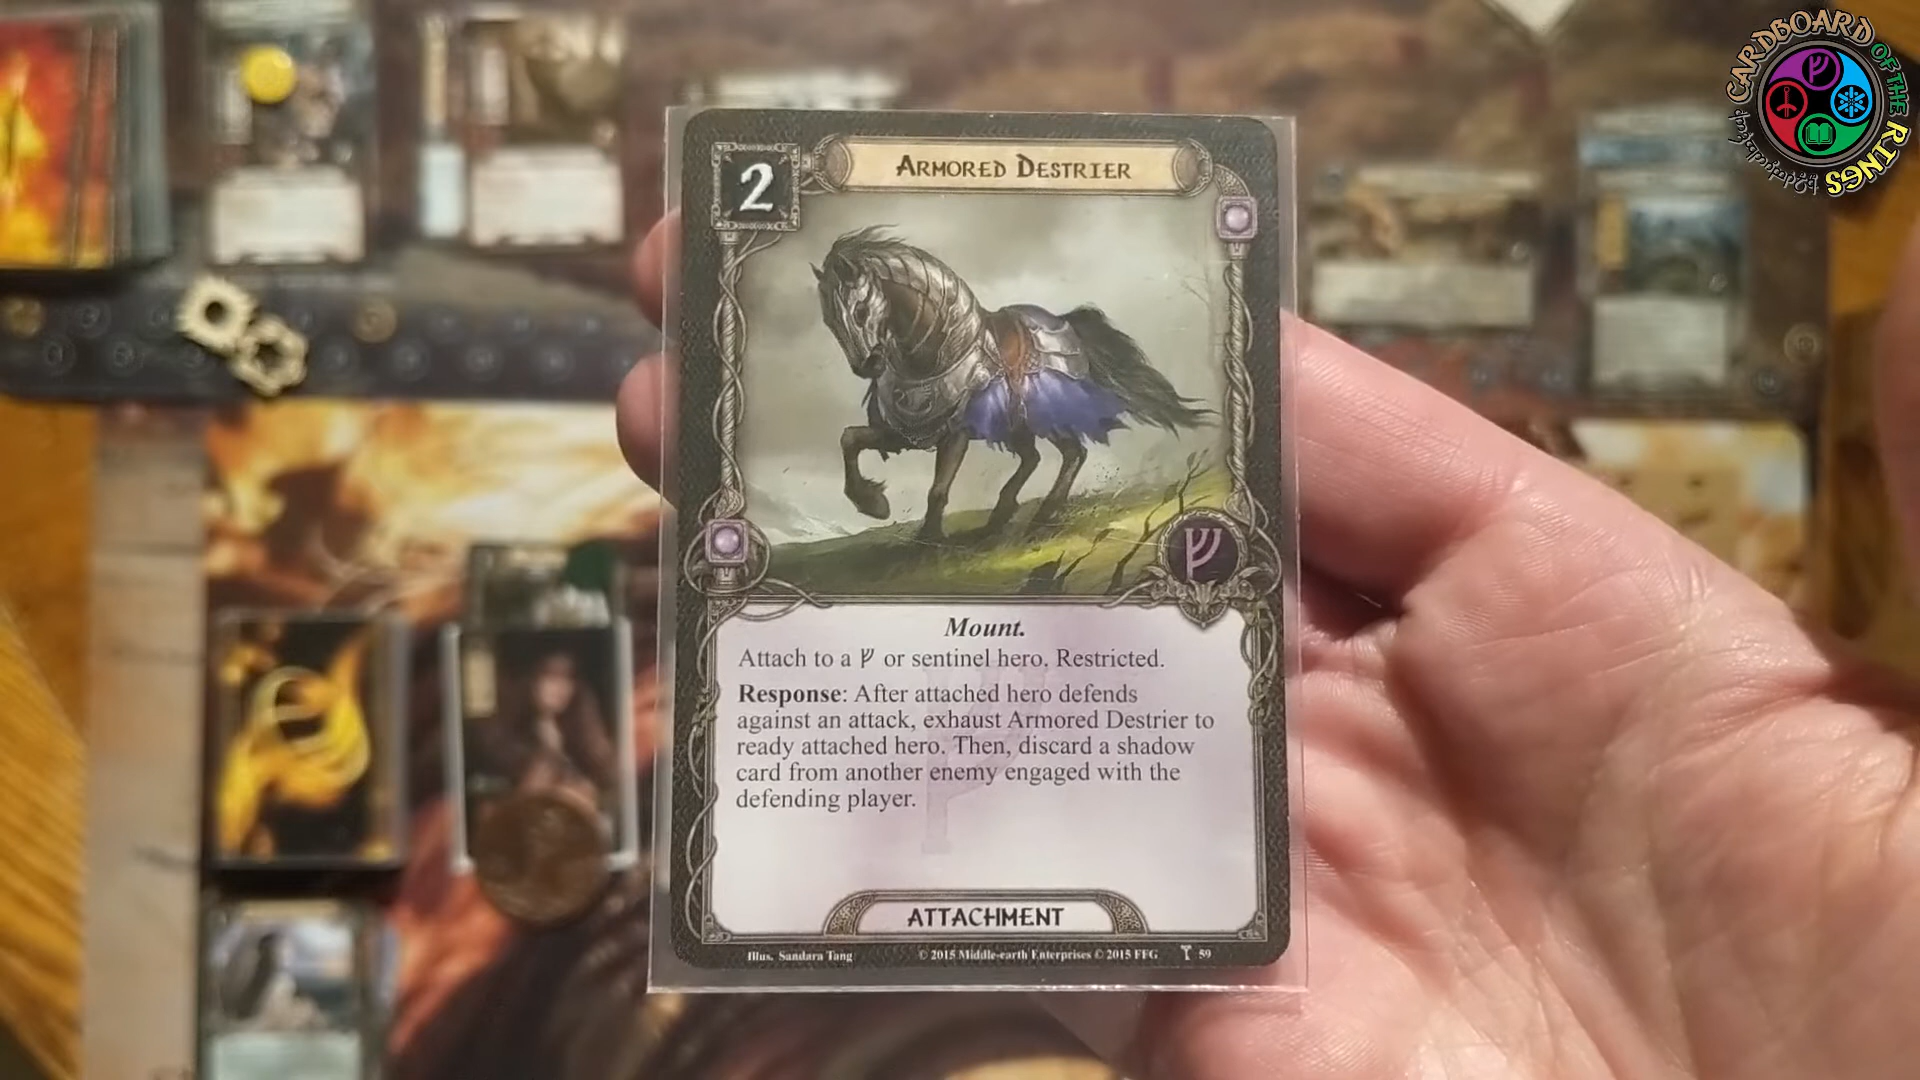 CARDBOARD OF THE RINGS
2
ARMORED DESTRIER
Mount.
Attach to a ᚠ or sentinel hero. Restricted.
Response: After attached hero defends
against an attack, exhaust Armored Destrier to
ready attached hero. Then, discard a shadow
card from another enemy engaged with the
defending player.
ATTACHMENT
Illus. Sandara Tang
© 2015 Middle-earth Enterprises © 2015 FFG
59